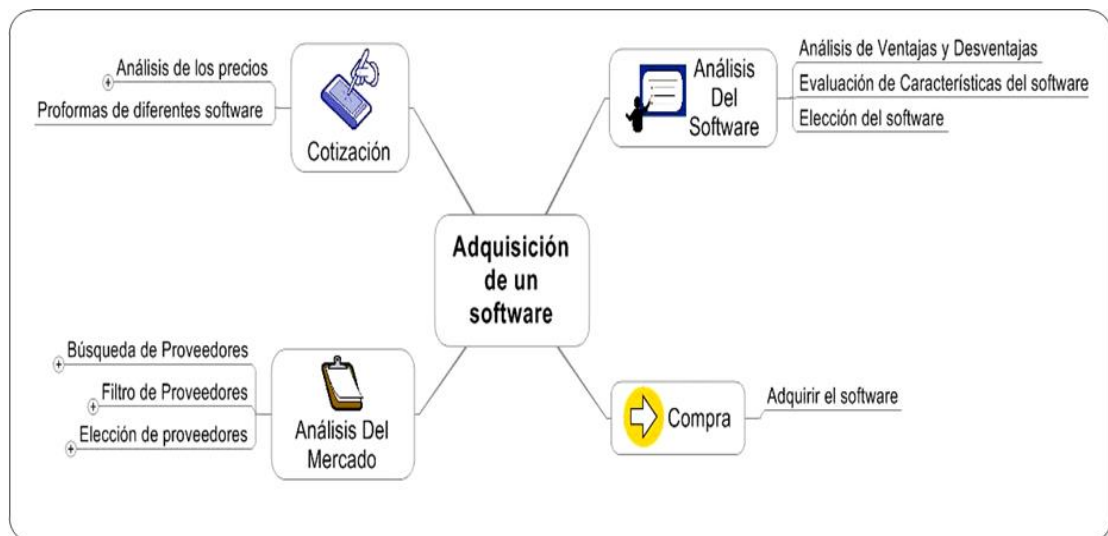 Análisis de los precios
Proformas de diferentes software
Cotización
Análisis
Del
Software
Análisis de Ventajas y Desventajas
Evaluación de Características del software
Elección del software
Adquisición
de un
software
Búsqueda de Proveedores
Filtro de Proveedores
Elección de proveedores
Análisis Del
Mercado
Compra
Adquirir el software